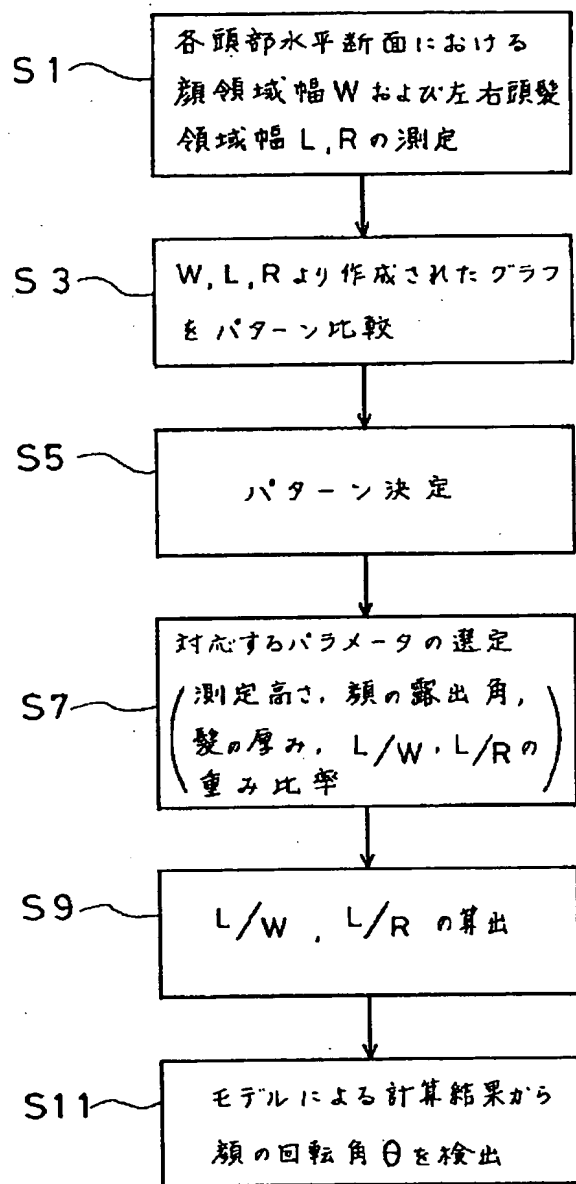 S1
各頭部水平断面における
顔領域幅Wおよび左右頭髪
領域幅L,Rの測定
S3
W,L,Rより作成されたグラフ
をパターン比較
S5
パターン決定
S7
対応するパラメータの選定
(測定高さ,顔の露出角,
髪の厚み,L/W・L/Rの
重み比率)
S9
L/W,L/Rの算出
S11
モデルによる計算結果から
顔の回転角θを検出